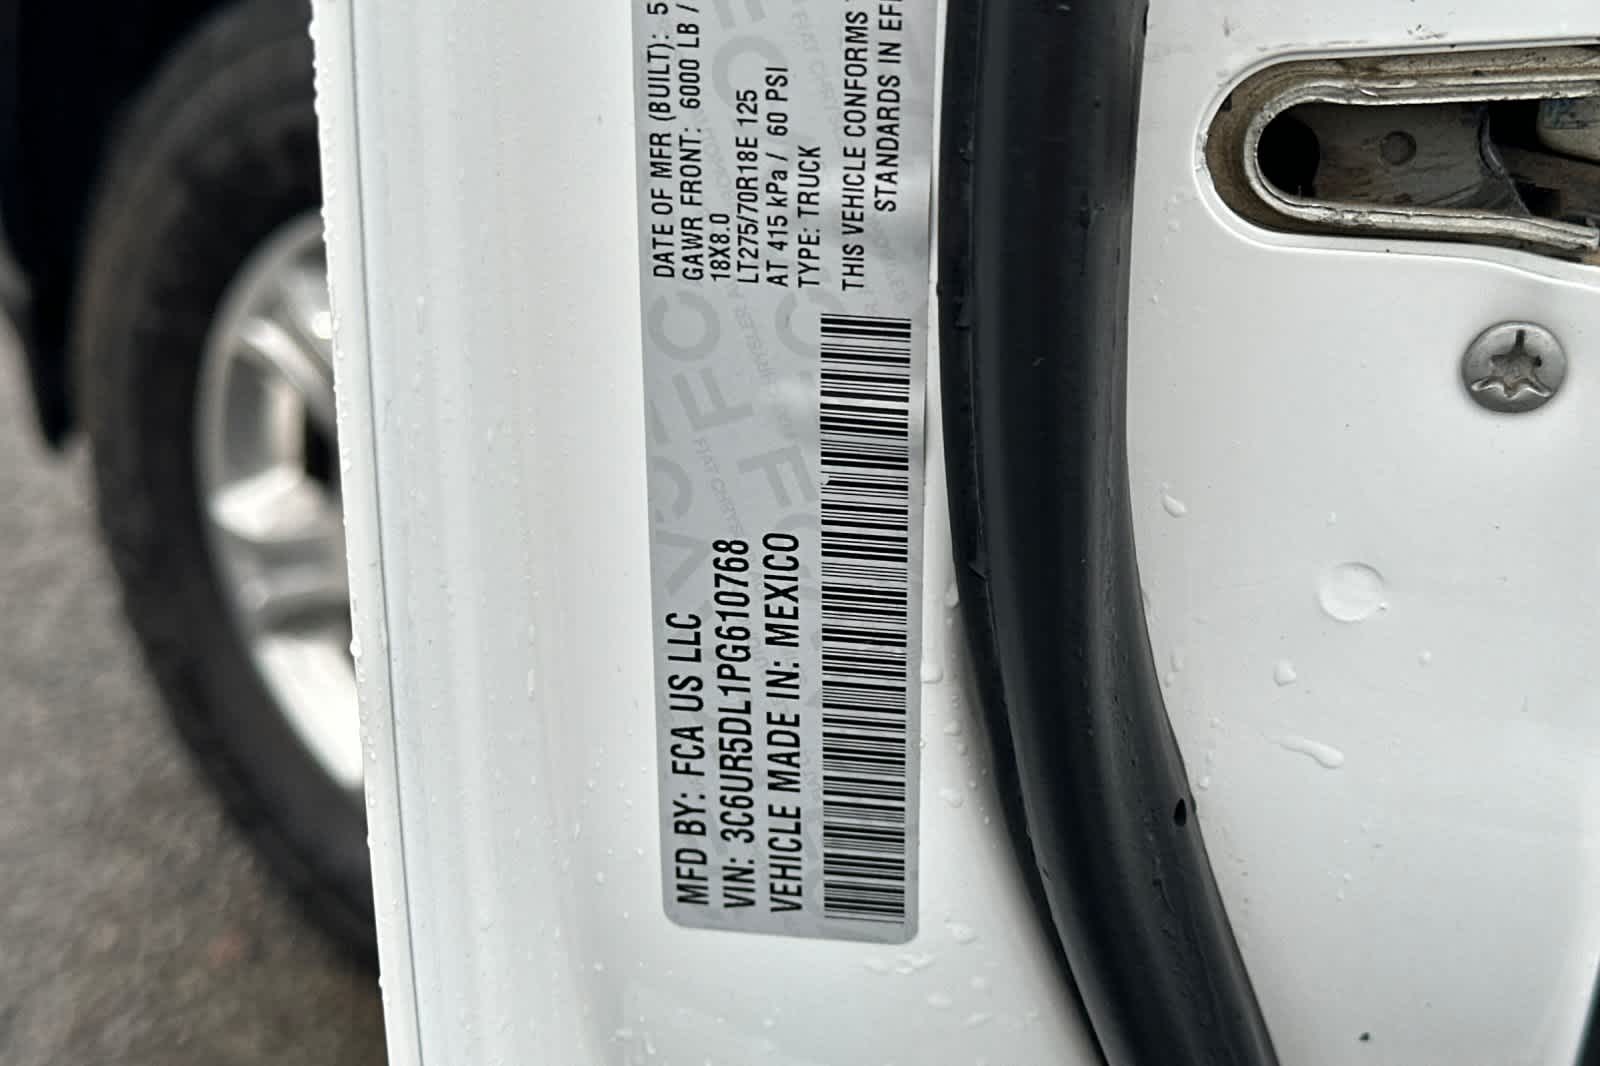 MFD BY: FCA US LLC
VIN: 3C6UR5DL1PG610768
VEHICLE MADE IN: MEXICO
DATE OF MFR (BUILT): 5
GAWR FRONT: 6000 LB /
18X8.0
LT275/70R18E 125
AT 415 kPa / 60 PSI
TYPE: TRUCK
THIS VEHICLE CONFORMS
STANDARDS IN